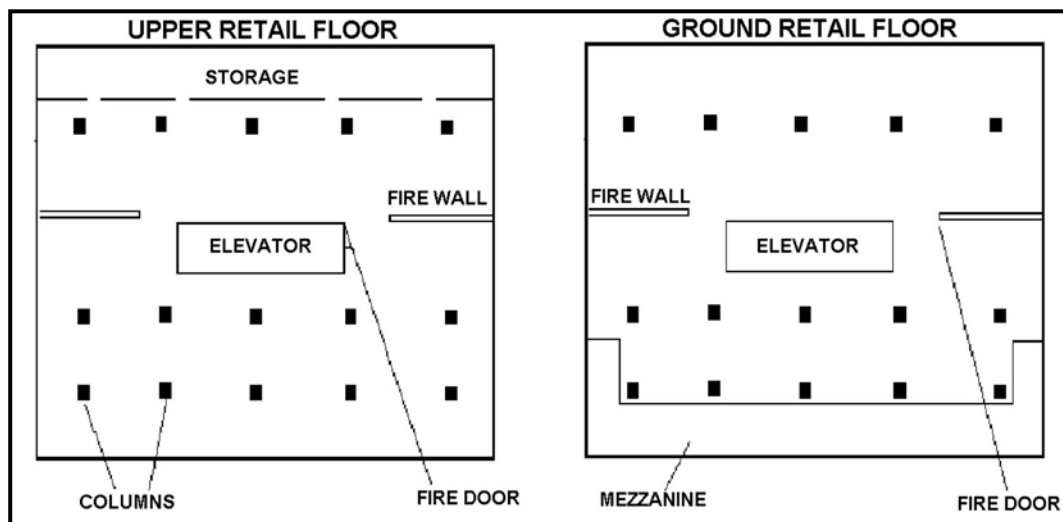 UPPER RETAIL FLOOR
STORAGE
FIRE WALL
ELEVATOR
COLUMNS
FIRE DOOR
GROUND RETAIL FLOOR
FIRE WALL
ELEVATOR
MEZZANINE
FIRE DOOR